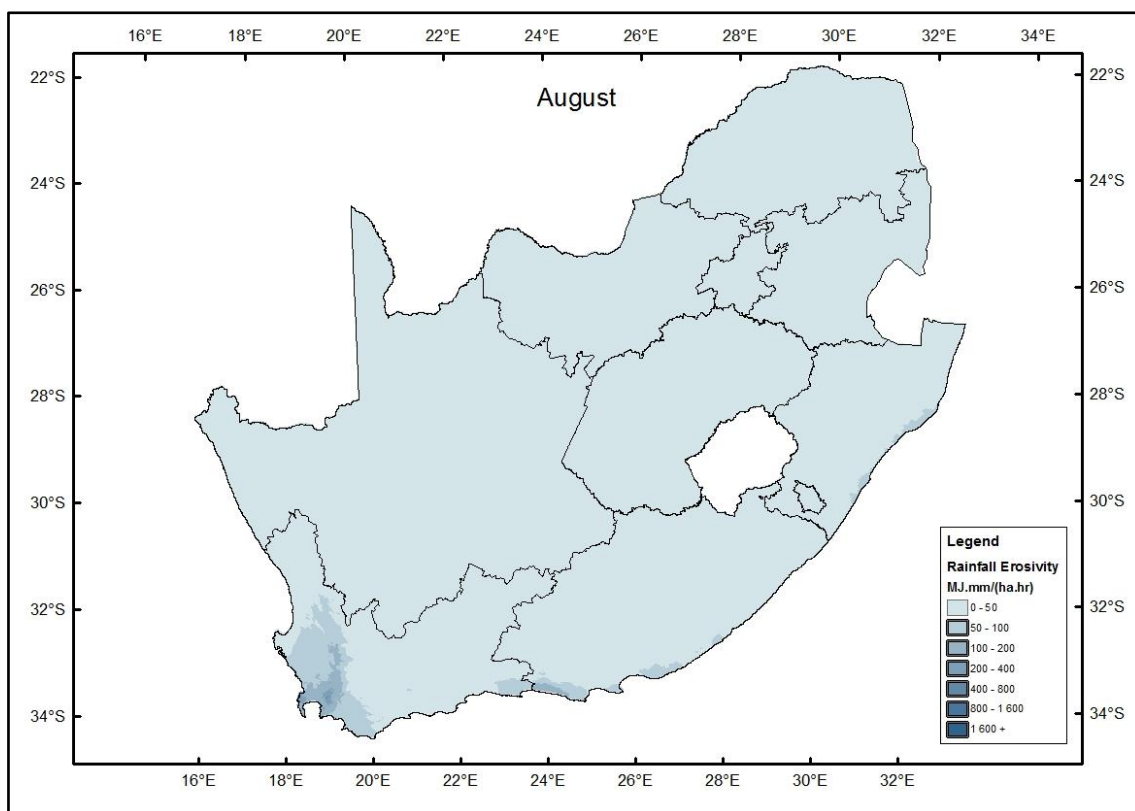 16°E 18°E 20°E 22°E 24°E 26°E 28°E 30°E 32°E 34°E
August
22°S 22°S
24°S 24°S
26°S 26°S
28°S 28°S
30°S 30°S
32°S 32°S
34°S 34°S
Legend
Rainfall Erosivity
MJ.mm/(ha.hr)
0 - 50
50 - 100
100 - 200
200 - 400
400 - 800
800 - 1 600
1 600 +
16°E 18°E 20°E 22°E 24°E 26°E 28°E 30°E 32°E